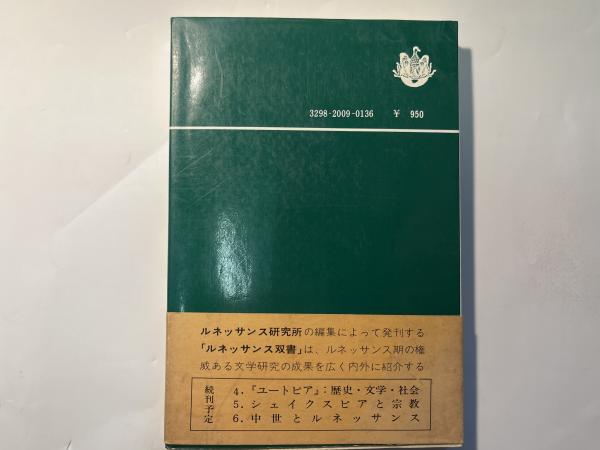 3298-2009-0136 ¥ 950
ルネッサンス研究所の編集によって発刊する
「ルネッサンス双書」は、ルネッサンス期の権
威ある文学研究の成果を広く内外に紹介する
続刊予定
4.『ユートピア』:歴史・文学・社会
5.シェイクスピアと宗教
6.中世とルネッサンス